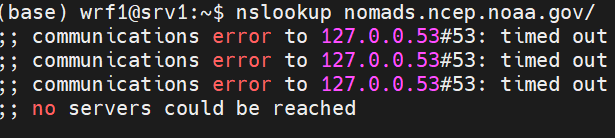 (base) wrf1@srv1:~$ nslookup nomads.ncep.noaa.gov/
;; communications error to 127.0.0.53#53: timed out
;; communications error to 127.0.0.53#53: timed out
;; communications error to 127.0.0.53#53: timed out
;; no servers could be reached